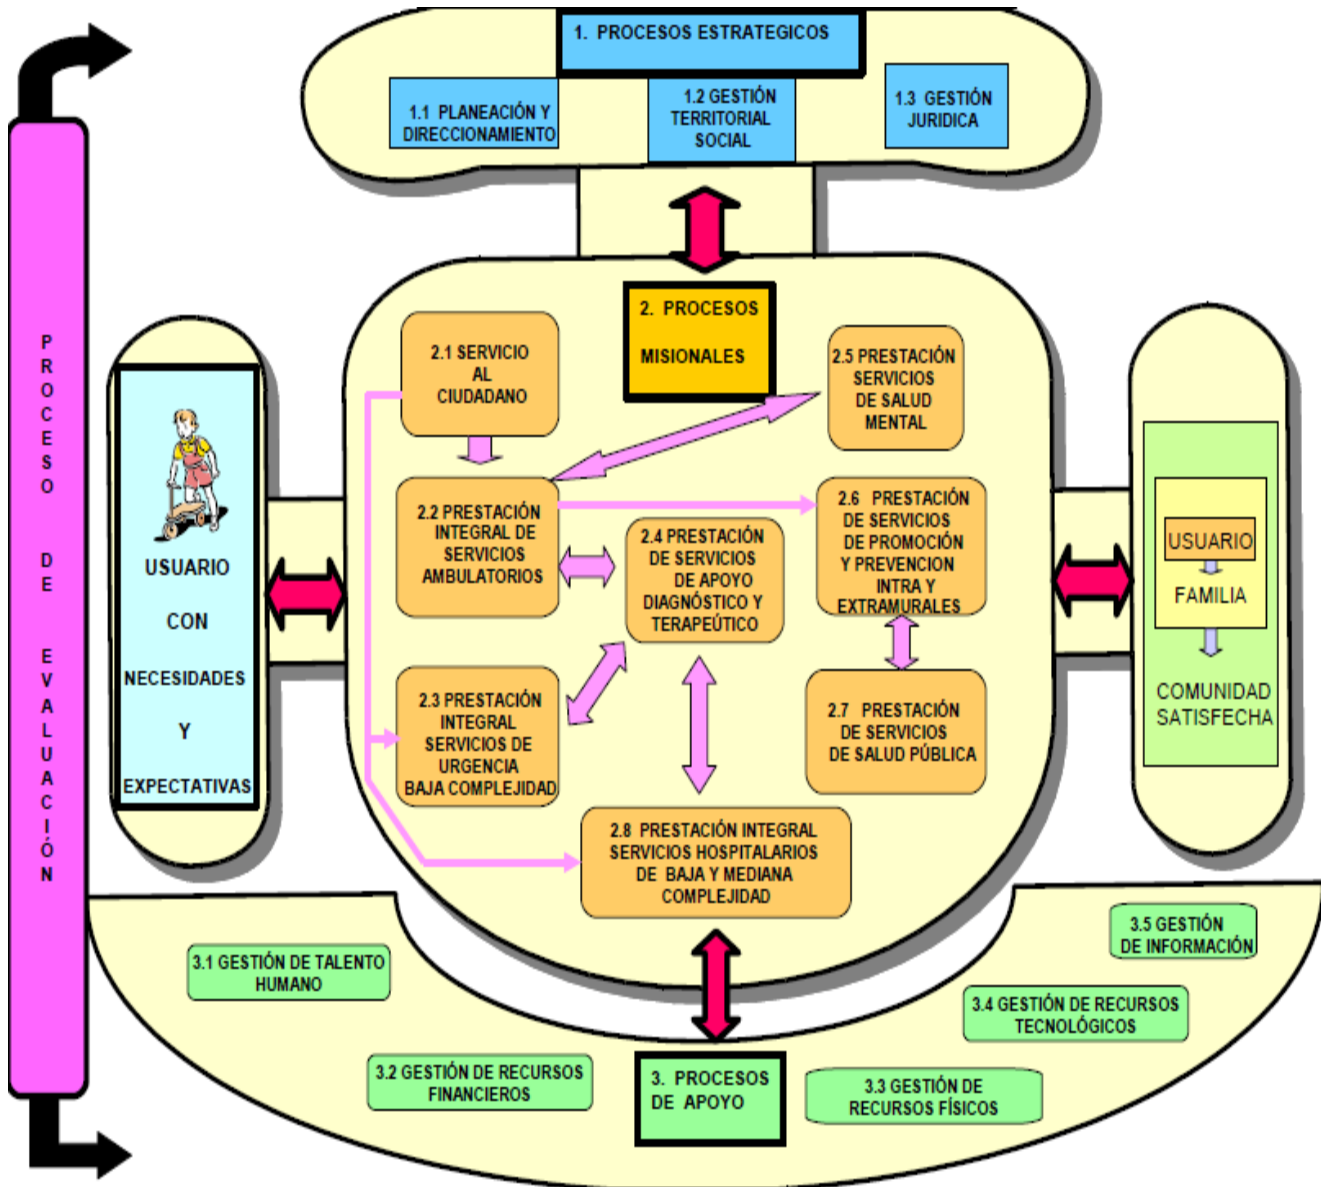 1. PROCESOS ESTRATEGICOS
1.1 PLANEACIÓN Y
DIRECCIONAMIENTO
1.2 GESTIÓN
TERRITORIAL
SOCIAL
1.3 GESTIÓN
JURIDICA
PROCESO
DE
EVALUACIÓN
USUARIO
CON
NECESIDADES
Y
EXPECTATIVAS
2. PROCESOS
MISIONALES
2.1 SERVICIO
AL
CIUDADANO
2.5 PRESTACIÓN
SERVICIOS
DE SALUD
MENTAL
2.2 PRESTACIÓN
INTEGRAL DE
SERVICIOS
AMBULATORIOS
2.4 PRESTACIÓN
DE SERVICIOS
DE APOYO
DIAGNÓSTICO Y
TERAPEÚTICO
2.6 PRESTACIÓN
DE SERVICIOS
DE PROMOCIÓN
Y PREVENCION
INTRA Y
EXTRAMURALES
2.3 PRESTACIÓN
INTEGRAL
SERVICIOS DE
URGENCIA
BAJA COMPLEJIDAD
2.7 PRESTACIÓN
DE SERVICIOS
DE SALUD PÚBLICA
2.8 PRESTACIÓN INTEGRAL
SERVICIOS HOSPITALARIOS
DE BAJA Y MEDIANA
COMPLEJIDAD
USUARIO
FAMILIA
COMUNIDAD
SATISFECHA
3.1 GESTIÓN DE TALENTO
HUMANO
3.2 GESTIÓN DE RECURSOS
FINANCIEROS
3. PROCESOS
DE APOYO
3.3 GESTIÓN DE
RECURSOS FÍSICOS
3.4 GESTIÓN DE RECURSOS
TECNOLÓGICOS
3.5 GESTIÓN
DE INFORMACIÓN